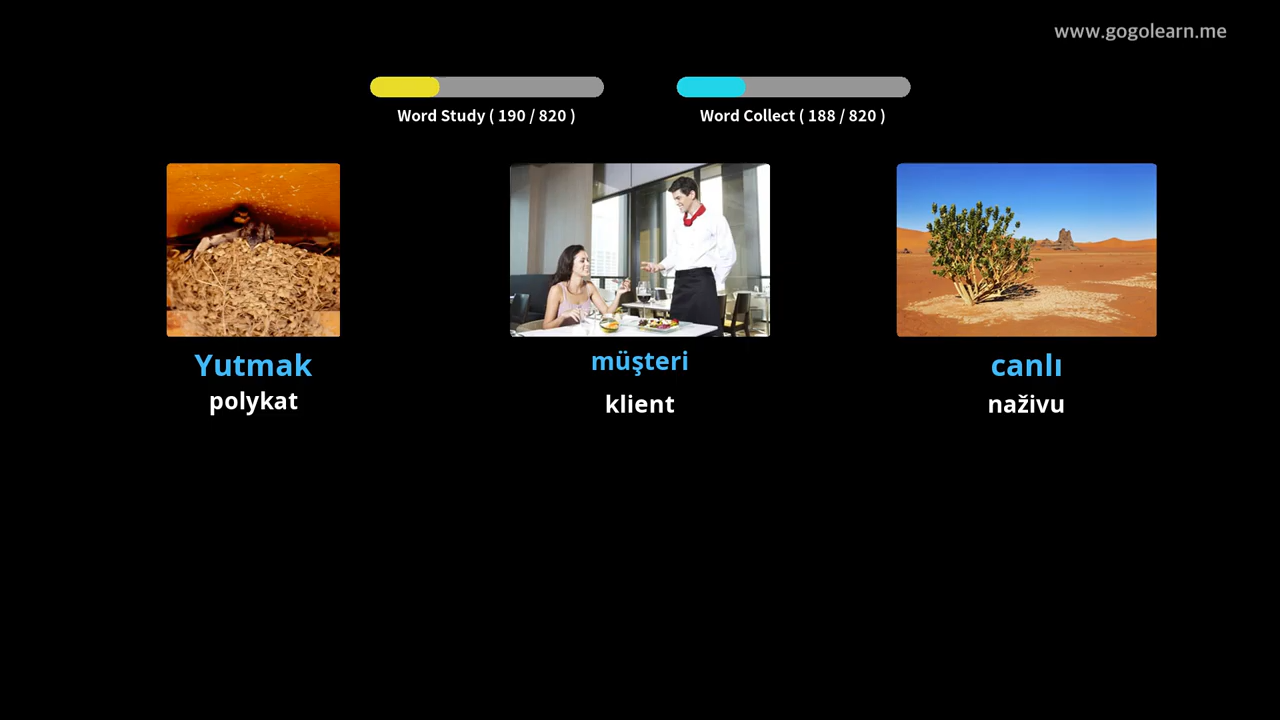 www.gogolearn.me
Word Study ( 190 / 820 )
Word Collect ( 188 / 820 )
Yutmak
polykat
müşteri
klient
canlı
naživu